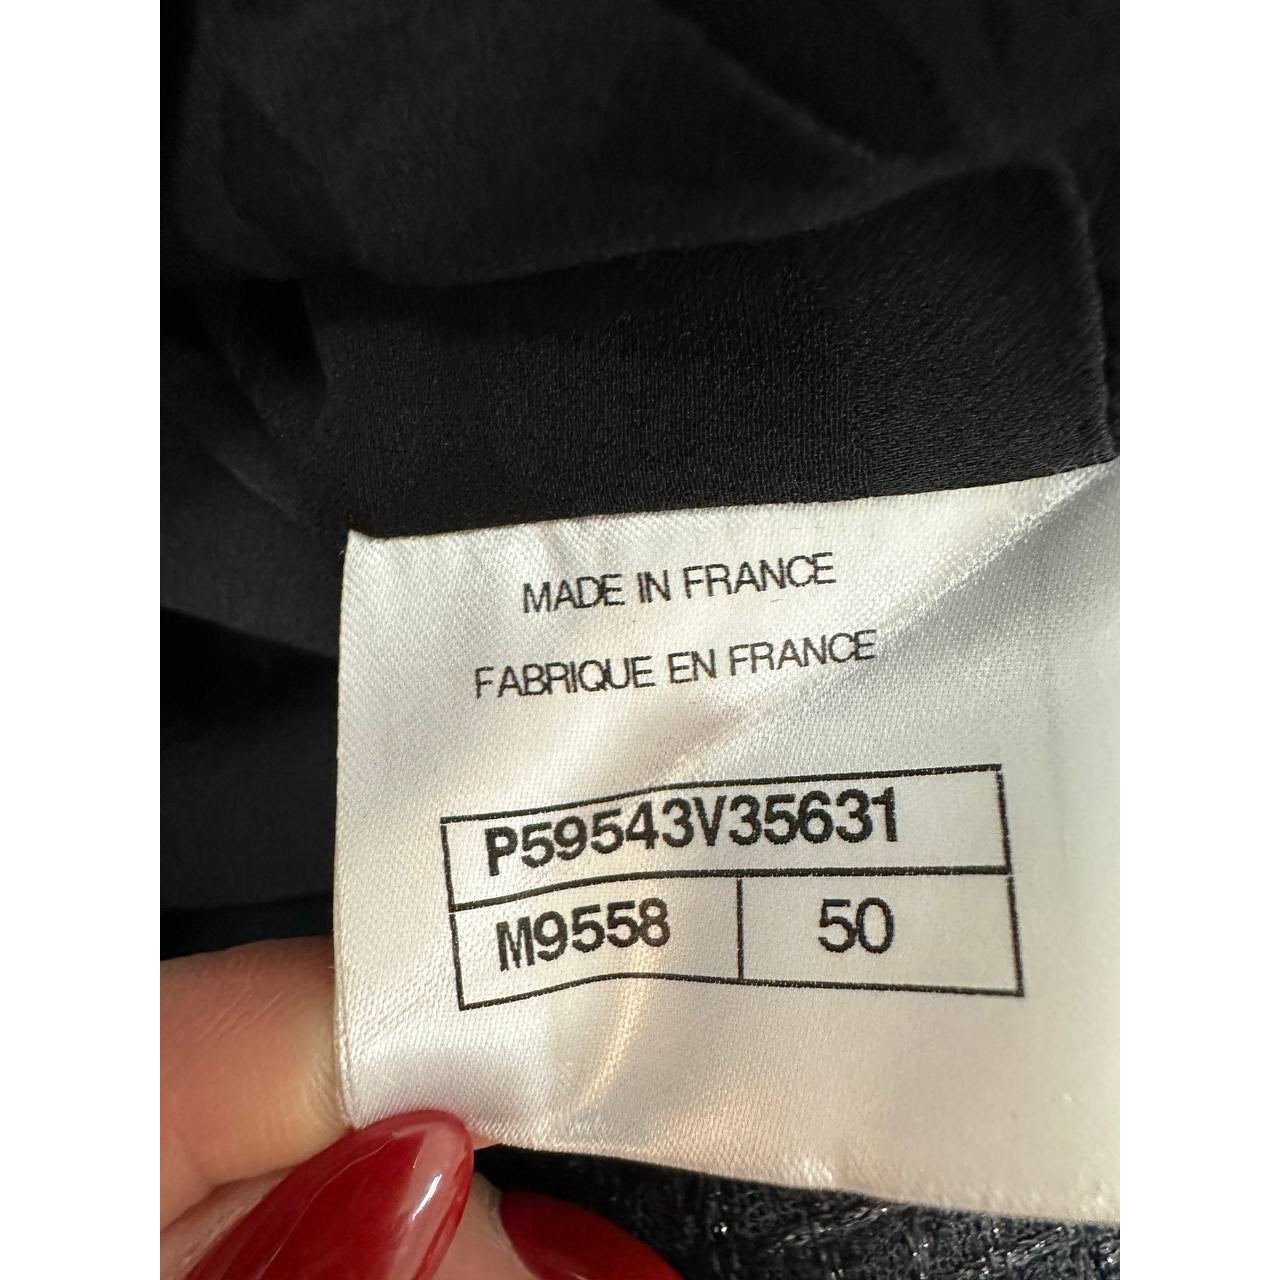 MADE IN FRANCE
FABRIQUE EN FRANCE
P59543V35631
M9558 50